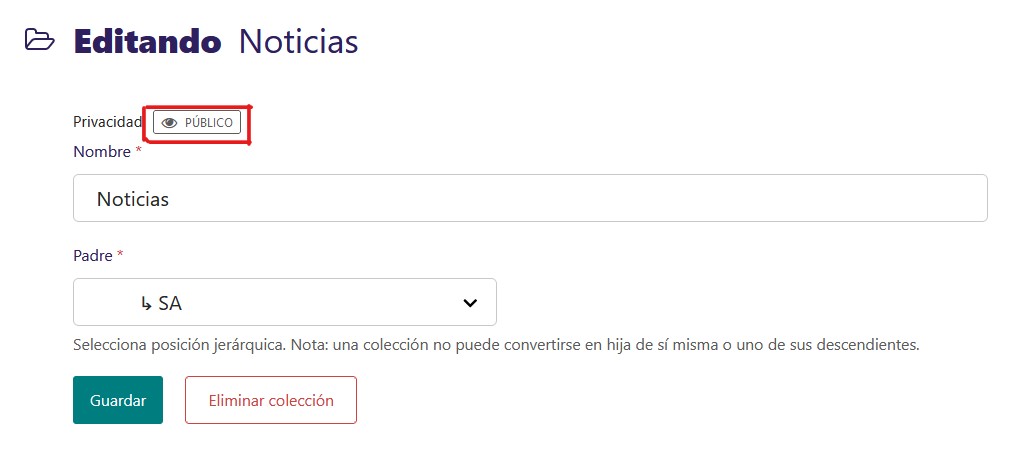 Editando Noticias
Privacidad PÚBLICO
Nombre *
Noticias
Padre *
↳ SA
Selecciona posición jerárquica. Nota: una colección no puede convertirse en hija de sí misma o uno de sus descendientes.
Guardar Eliminar colección